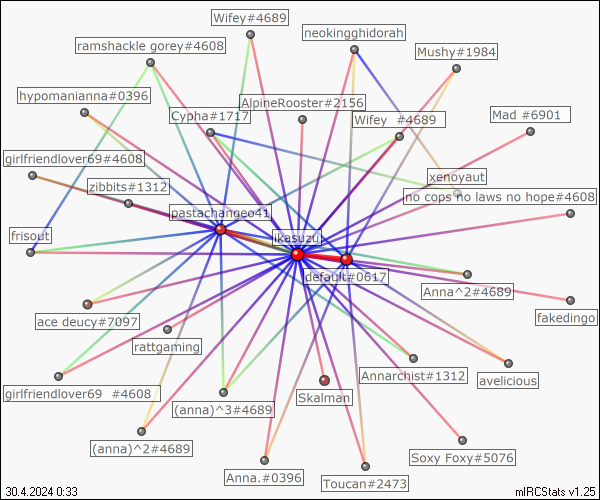 Wifey#4689
neokingghidorah
ramshackle gorey#4608
Mushy#1984
hypomanianna#0396
AlpineRooster#2156
Cypha#1717
Wifey  #4689
Mad #6901
girlfriendlover69#4608
xenoyaut
zibbits#1312
no cops no laws no hope#4608
pastachangeo41
frisout
ikasuzu
default#0617
Anna^2#4689
fakedingo
ace deucy#7097
rattgaming
Annarchist#1312
avelicious
girlfriendlover69  #4608
Skalman
(anna)^3#4689
(anna)^2#4689
Soxy Foxy#5076
Anna.#0396
Toucan#2473
30.4.2024 0:33
mIRCStats v1.25